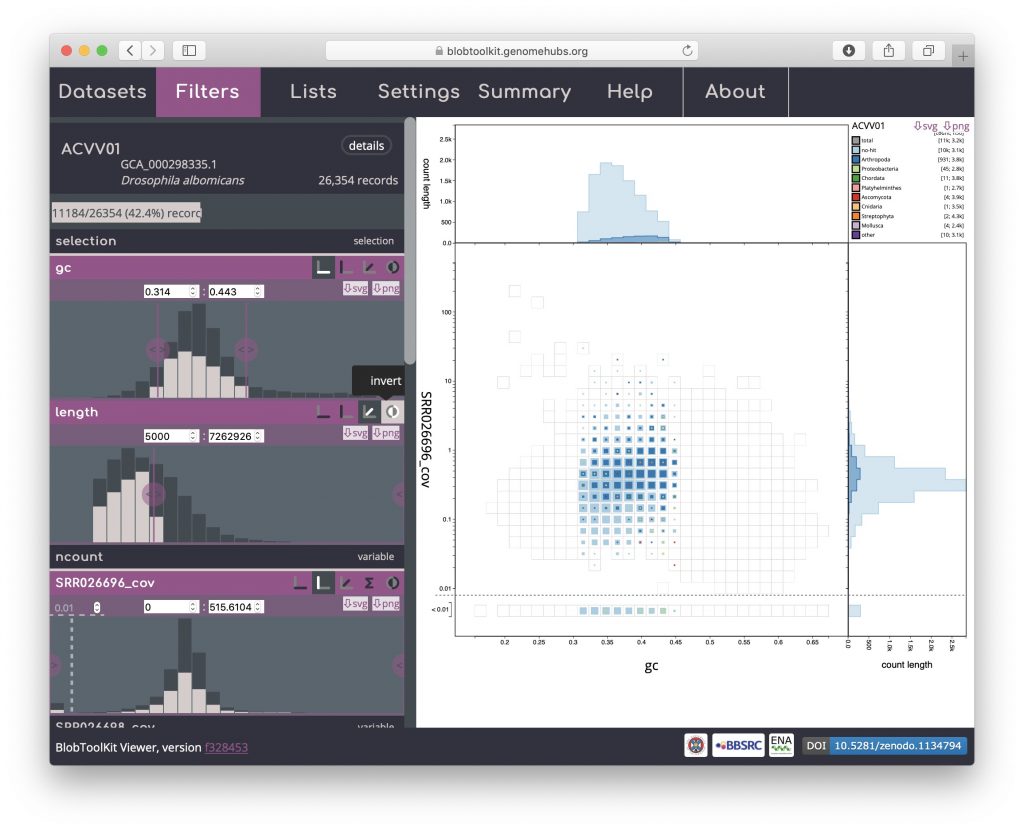 blobtoolkit.genomehubs.org
Datasets Filters Lists Settings Summary Help About
ACVV01 details
GCA_000298335.1
Drosophila albomicans 26,354 records
11184/26354 (42.4%) record
selection selection
gc
0.314 : 0.443 svg png
invert
length
5000 : 7262926 svg png
ncount variable
SRR026696_cov Σ
0.01 0 : 515.6104 svg png
SRR026698_cov variable
ACVV01 svg png
total [11k; 3.2k]
no-hit [10k; 3.1k]
Arthropoda [931; 3.8k]
Proteobacteria [45; 2.8k]
Chordata [11; 3.8k]
Platyhelminthes [1; 2.7k]
Ascomycota [4; 3.9k]
Cnidaria [1; 3.5k]
Streptophyta [2; 4.3k]
Mollusca [4; 2.4k]
other [10; 3.1k]
count length
2.5k
2.0k
1.5k
1.0k
500
0.0
SRR026696_cov
100
10
1
0.1
0.01
< 0.01
0.2 0.25 0.3 0.35 0.4 0.45 0.5 0.55 0.6 0.65
gc
0.0 500 1.0k 1.5k 2.0k 2.5k
count length
BlobToolKit Viewer, version f328453
BBSRC ENA DOI 10.5281/zenodo.1134794